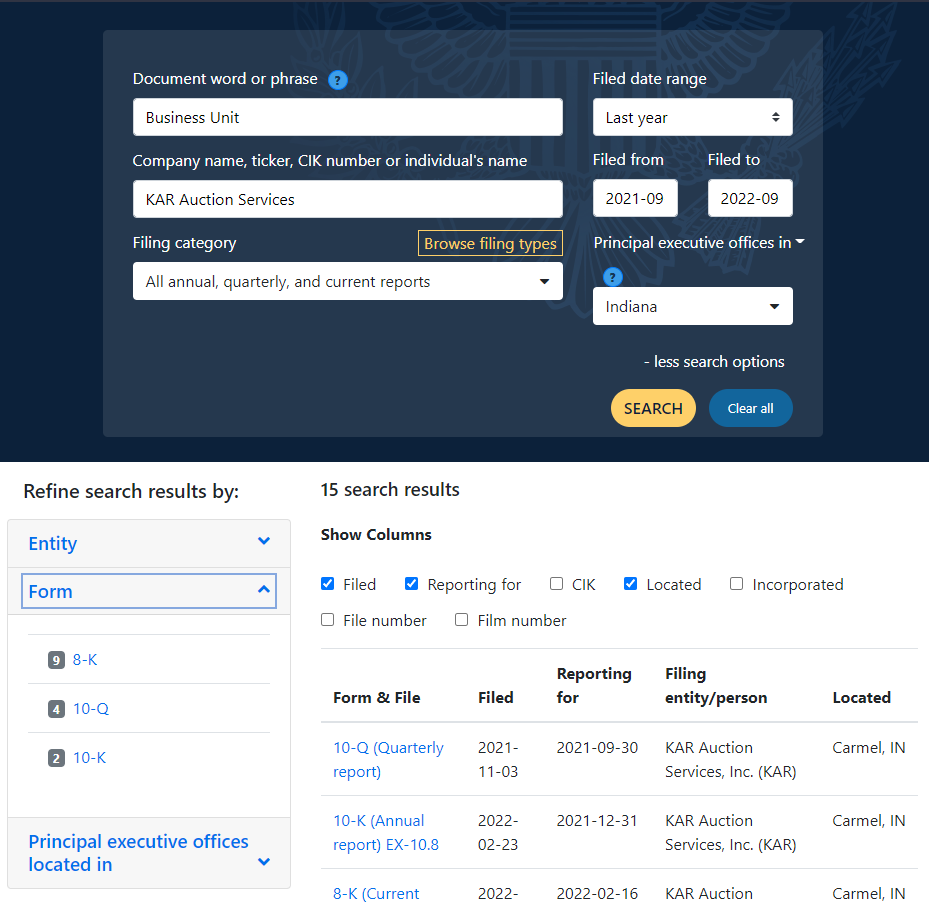 Document word or phrase ?
Filed date range
Business Unit
Last year
Company name, ticker, CIK number or individual's name
Filed from
Filed to
KAR Auction Services
2021-09
2022-09
Filing category
Browse filing types
Principal executive offices in
?
All annual, quarterly, and current reports
Indiana
- less search options
SEARCH
Clear all
Refine search results by:
Entity
Form
9 8-K
4 10-Q
2 10-K
Principal executive offices
located in
15 search results
Show Columns
Filed
Reporting for
CIK
Located
Incorporated
File number
Film number
Form & File
Filed
Reporting
for
Filing
entity/person
Located
10-Q (Quarterly
report)
2021-
11-03
2021-09-30
KAR Auction
Services, Inc. (KAR)
Carmel, IN
10-K (Annual
report) EX-10.8
2022-
02-23
2021-12-31
KAR Auction
Services, Inc. (KAR)
Carmel, IN
8-K (Current
2022-
2022-02-16
KAR Auction
Carmel, IN